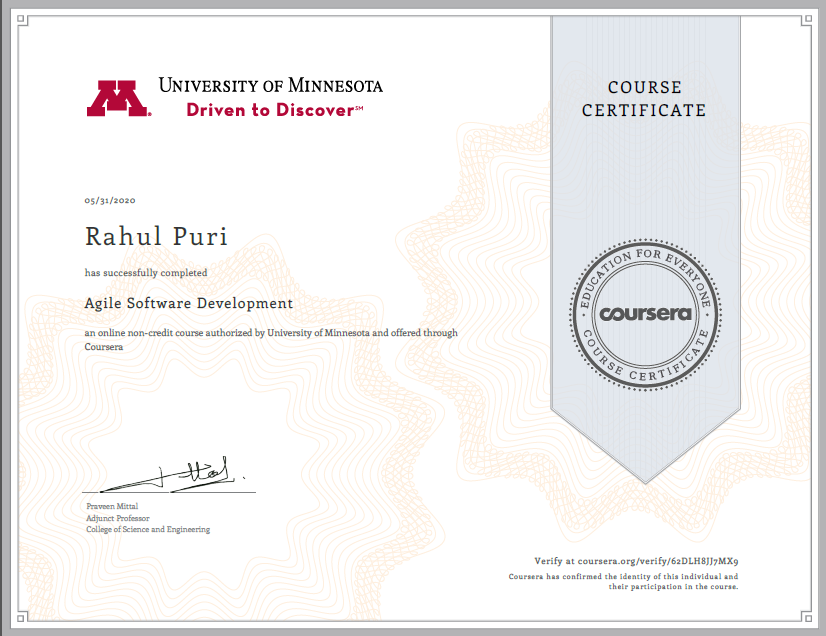 UNIVERSITY OF MINNESOTA
Driven to Discover℠
COURSE
CERTIFICATE
05/31/2020
Rahul Puri
has successfully completed
Agile Software Development
an online non-credit course authorized by University of Minnesota and offered through
Coursera
EDUCATION FOR EVERYONE
coursera
COURSE CERTIFICATE
Praveen Mittal
Adjunct Professor
College of Science and Engineering
Verify at coursera.org/verify/62DLH8JJ7MX9
Coursera has confirmed the identity of this individual and
their participation in the course.